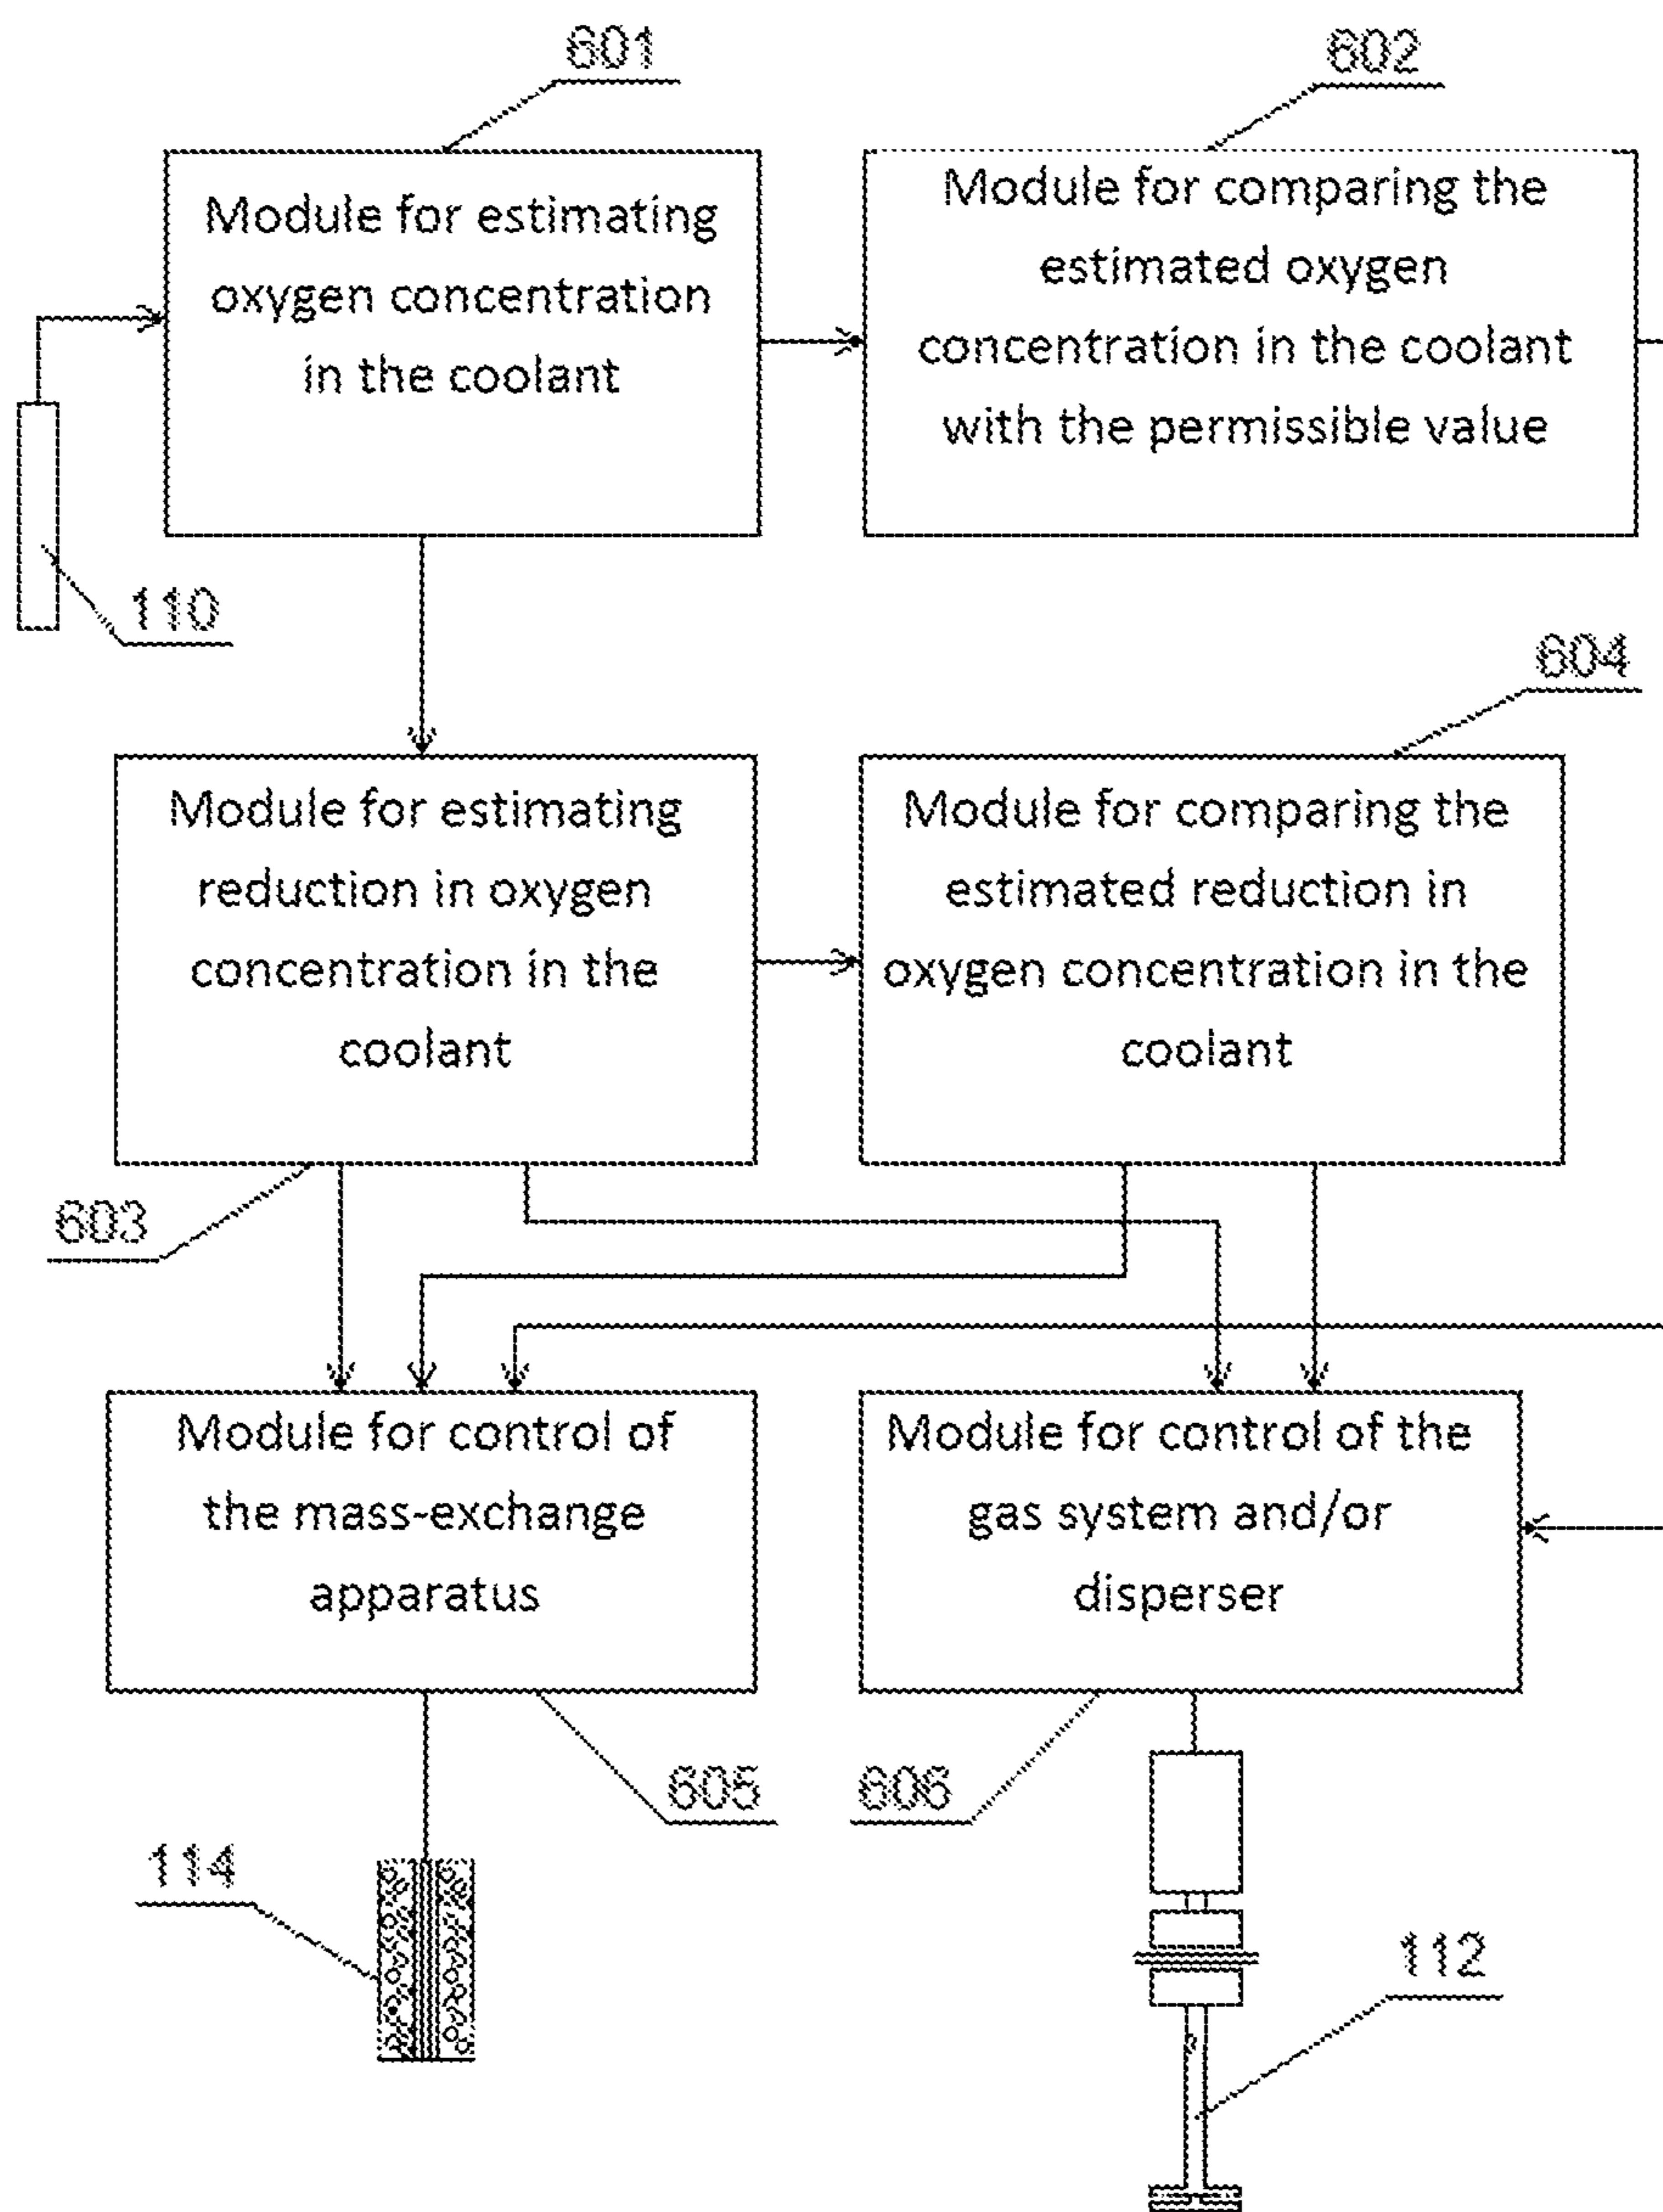 601
602
Module for estimating
oxygen concentration
in the coolant
Module for comparing the
estimated oxygen
concentration in the coolant
with the permissible value
110
604
Module for estimating
reduction in oxygen
concentration in the
coolant
Module for comparing the
estimated reduction in
oxygen concentration in the
coolant
603
Module for control of
the mass-exchange
apparatus
Module for control of the
gas system and/or
disperser
605
606
114
112